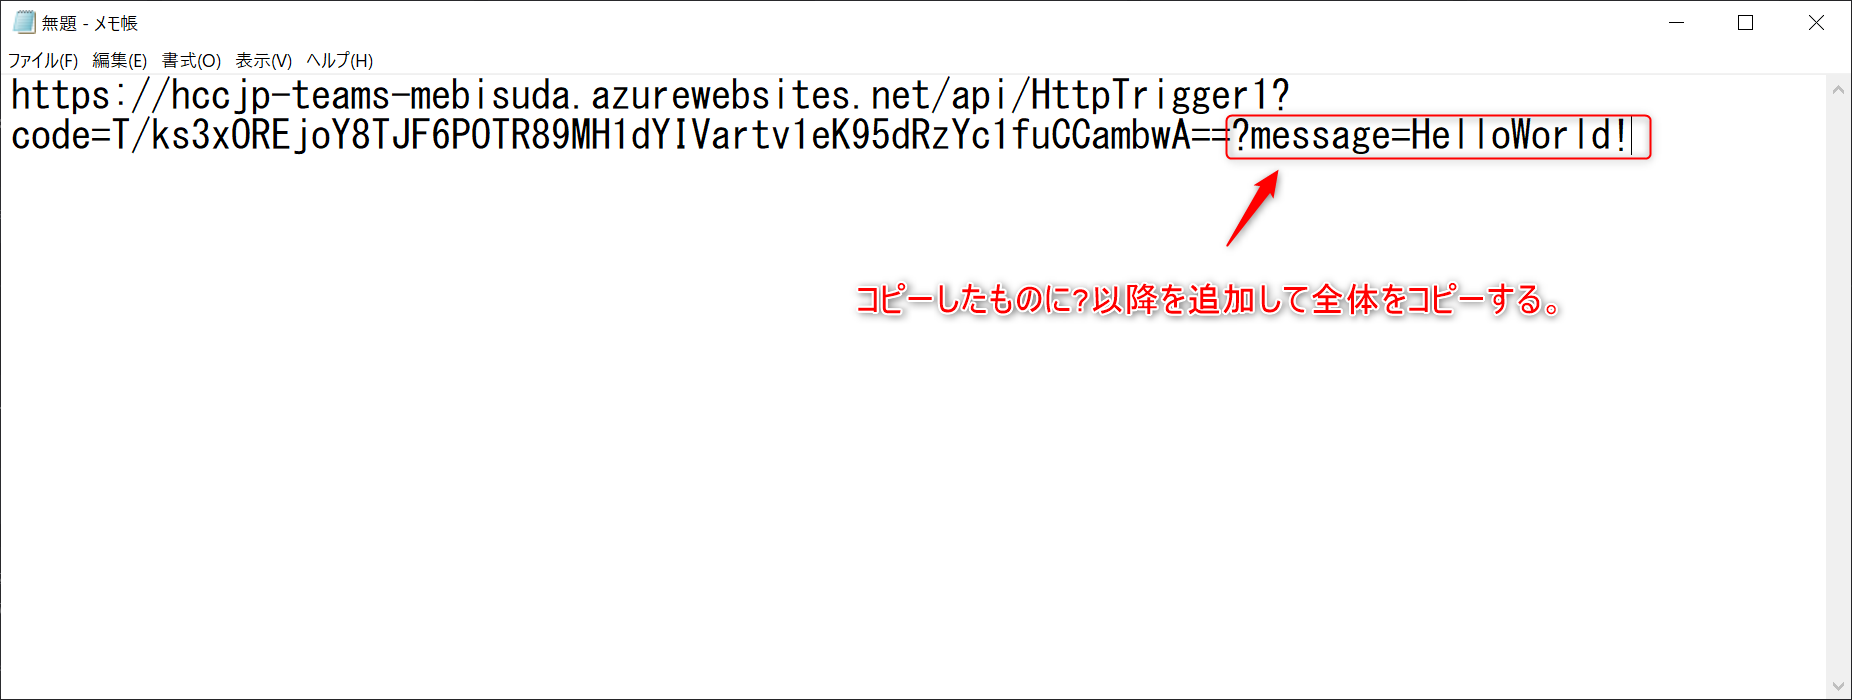 無題 - メモ帳
ファイル(F) 編集(E) 書式(O) 表示(V) ヘルプ(H)
https://hccjp-teams-mebisuda.azurewebsites.net/api/HttpTrigger1?
code=T/ks3xOREjoY8TJF6POTR89MH1dYIVartv1eK95dRzYc1fuCCambwA==?message=HelloWorld!
コピーしたものに?以降を追加して全体をコピーする。